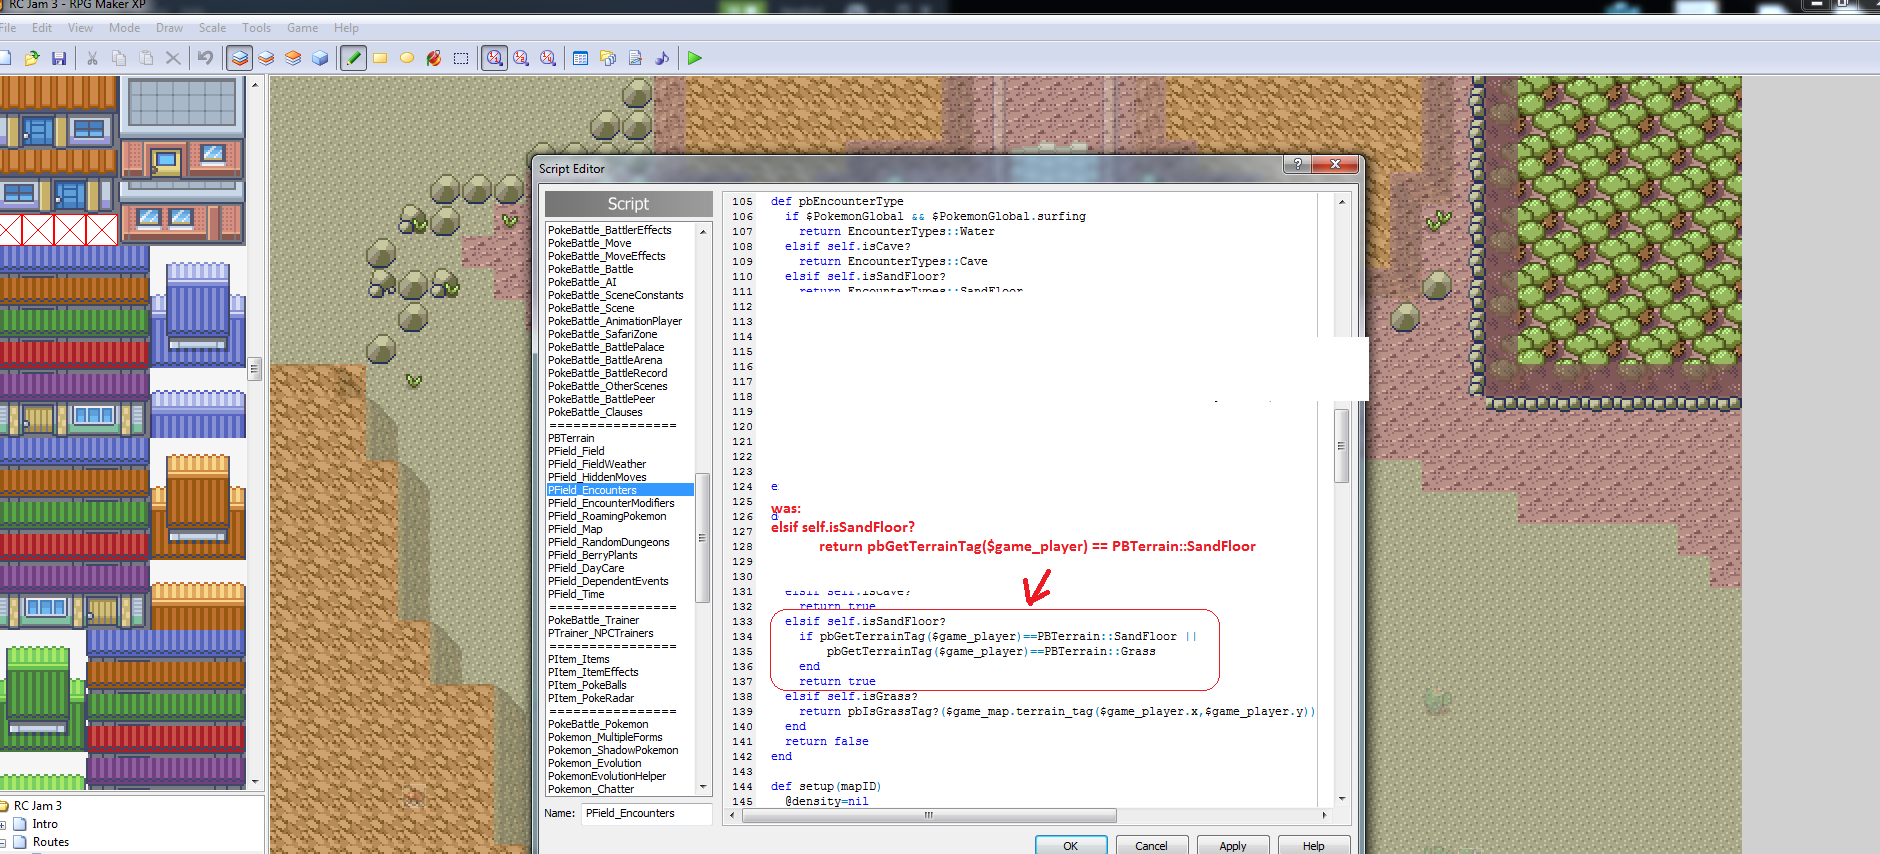 RC Jam 3 - RPG Maker XP
File Edit View Mode Draw Scale Tools Game Help
Script Editor
Script
PokeBattle_BattlerEffects
PokeBattle_Move
PokeBattle_MoveEffects
PokeBattle_Battle
PokeBattle_AI
PokeBattle_SceneConstants
PokeBattle_Scene
PokeBattle_AnimationPlayer
PokeBattle_SafariZone
PokeBattle_BattlePalace
PokeBattle_BattleArena
PokeBattle_BattleRecord
PokeBattle_OtherScenes
PokeBattle_BattlePeer
PokeBattle_Clauses
================
PBTerrain
PField_Field
PField_FieldWeather
PField_HiddenMoves
PField_Encounters
PField_EncounterModifiers
PField_RoamingPokemon
PField_Map
PField_RandomDungeons
PField_BerryPlants
PField_DayCare
PField_DependentEvents
PField_Time
================
PokeBattle_Trainer
PTrainer_NPCTrainers
================
PItem_Items
PItem_ItemEffects
PItem_PokeBalls
PItem_PokeRadar
================
PokeBattle_Pokemon
Pokemon_MultipleForms
Pokemon_ShadowPokemon
Pokemon_Evolution
PokemonEvolutionHelper
Pokemon_Chatter
Name: PField_Encounters
105 def pbEncounterType
106 if $PokemonGlobal && $PokemonGlobal.surfing
107 return EncounterTypes::Water
108 elsif self.isCave?
109 return EncounterTypes::Cave
110 elsif self.isSandFloor?
111 return EncounterTypes::SandFloor
112
113
114
115
116
117
118
119
120
121
122
123
124 e
125
was:
126 d
elsif self.isSandFloor?
127
128
return pbGetTerrainTag($game_player) == PBTerrain::SandFloor
129
130
131 elsif self.isCave?
132 return true
133 elsif self.isSandFloor?
134 if pbGetTerrainTag($game_player)==PBTerrain::SandFloor ||
135 pbGetTerrainTag($game_player)==PBTerrain::Grass
136 end
137 return true
138 elsif self.isGrass?
139 return pbIsGrassTag?($game_map.terrain_tag($game_player.x,$game_player.y))
140 end
141 return false
142 end
143
144 def setup(mapID)
145 @density=nil
OK Cancel Apply Help
RC Jam 3
Intro
Routes